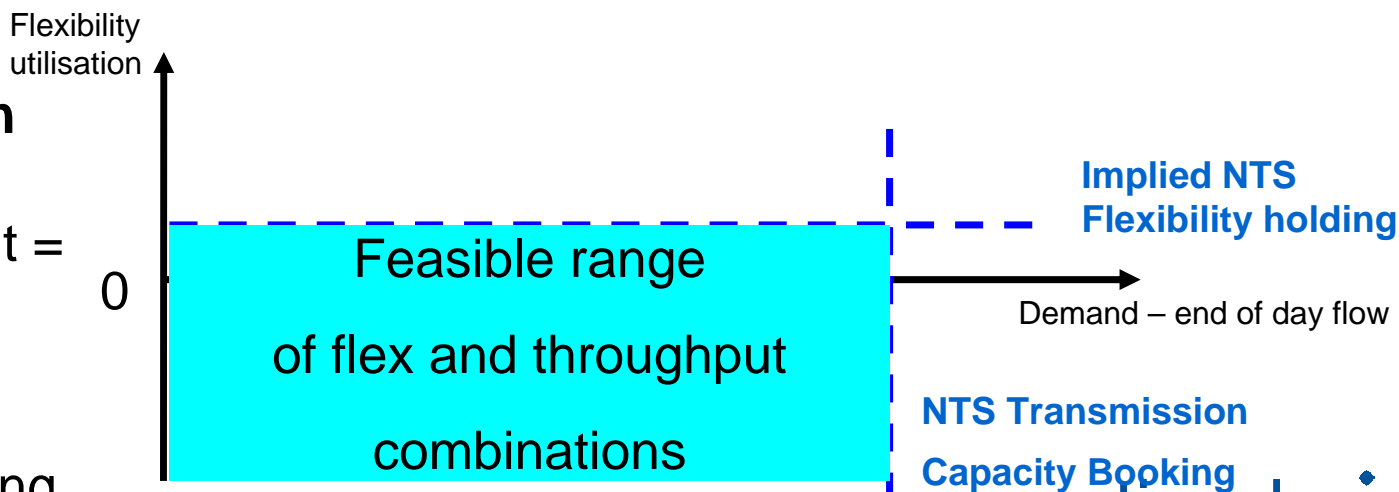 Flexibility
utilisation
Implied NTS
Flexibility holding
t =
0
Feasible range
of flex and throughput
combinations
Demand – end of day flow
NTS Transmission
Capacity Booking